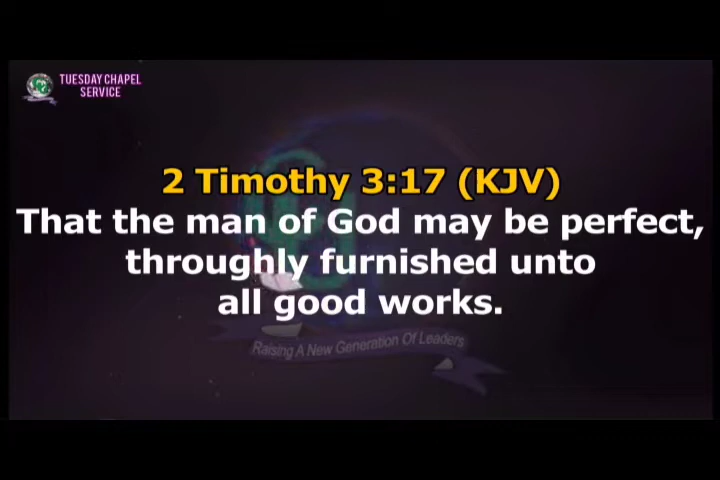 TUESDAY CHAPEL
SERVICE
2 Timothy 3:17 (KJV)
That the man of God may be perfect,
throughly furnished unto
all good works.
Raising A New Generation Of Leaders